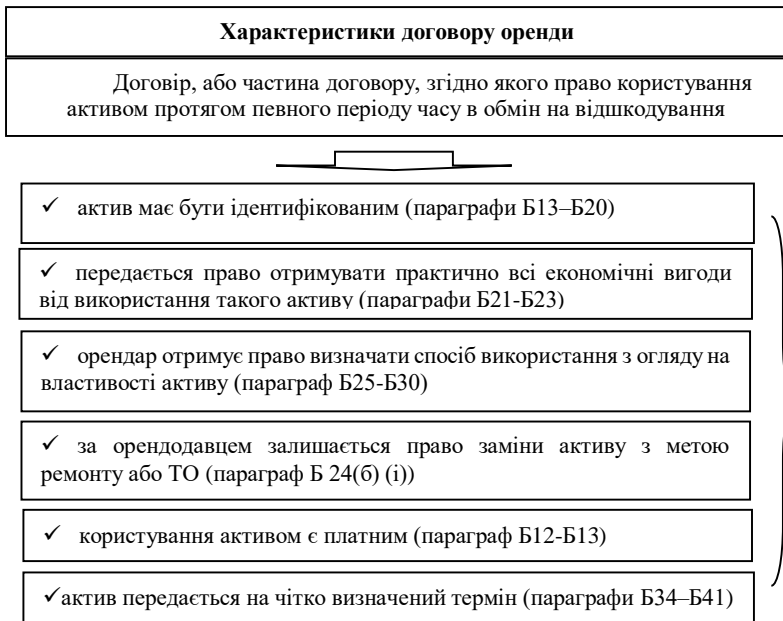 Характеристики договору оренди
Договір, або частина договору, згідно якого право користування
активом протягом певного періоду часу в обмін на відшкодування
✓ актив має бути ідентифікованим (параграфи Б13–Б20)
✓ передається право отримувати практично всі економічні вигоди
від використання такого активу (параграфи Б21-Б23)
✓ орендар отримує право визначати спосіб використання з огляду на
властивості активу (параграф Б25-Б30)
✓ за орендодавцем залишається право заміни активу з метою
ремонту або ТО (параграф Б 24(б) (і))
✓ користування активом є платним (параграф Б12-Б13)
✓актив передається на чітко визначений термін (параграфи Б34–Б41)